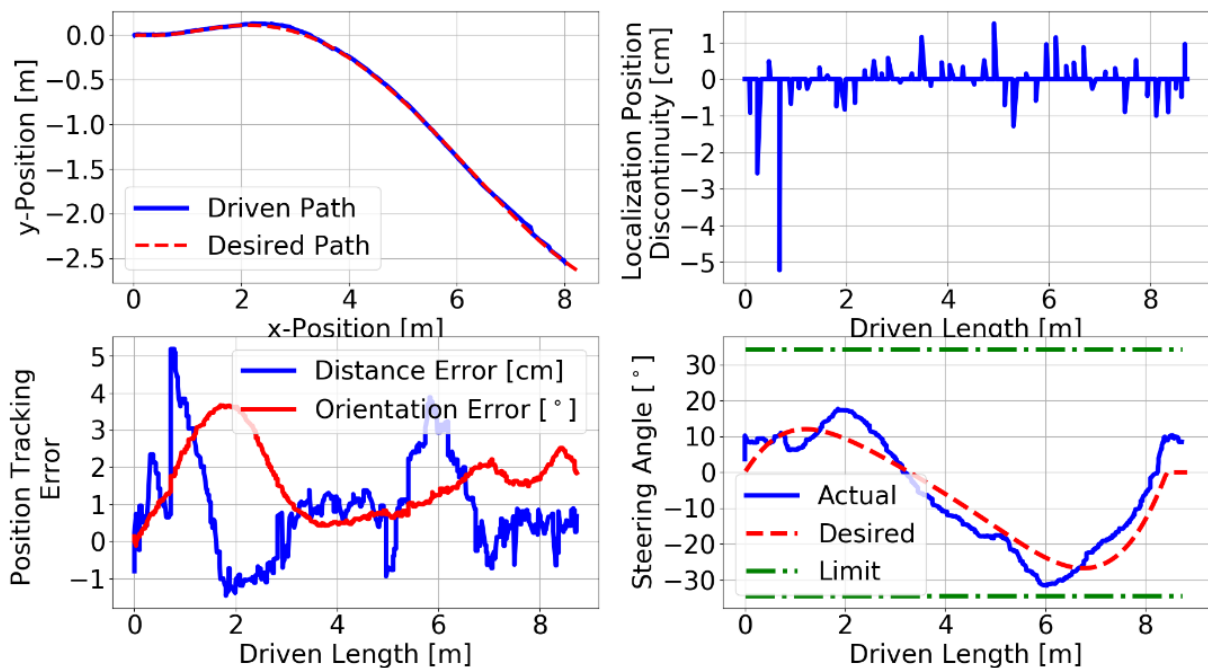 y-Position [m]
0.0
−0.5
−1.0
−1.5
−2.0
−2.5
Driven Path
Desired Path
0 2 4 6 8
x-Position [m]
Localization Position
Discontinuity [cm]
1
0
−1
−2
−3
−4
−5
0 2 4 6 8
Driven Length [m]
Position Tracking
Error
5
4
3
2
1
0
−1
Distance Error [cm]
Orientation Error [°]
0 2 4 6 8
Driven Length [m]
Steering Angle [°]
30
20
10
0
−10
−20
−30
Actual
Desired
Limit
0 2 4 6 8
Driven Length [m]